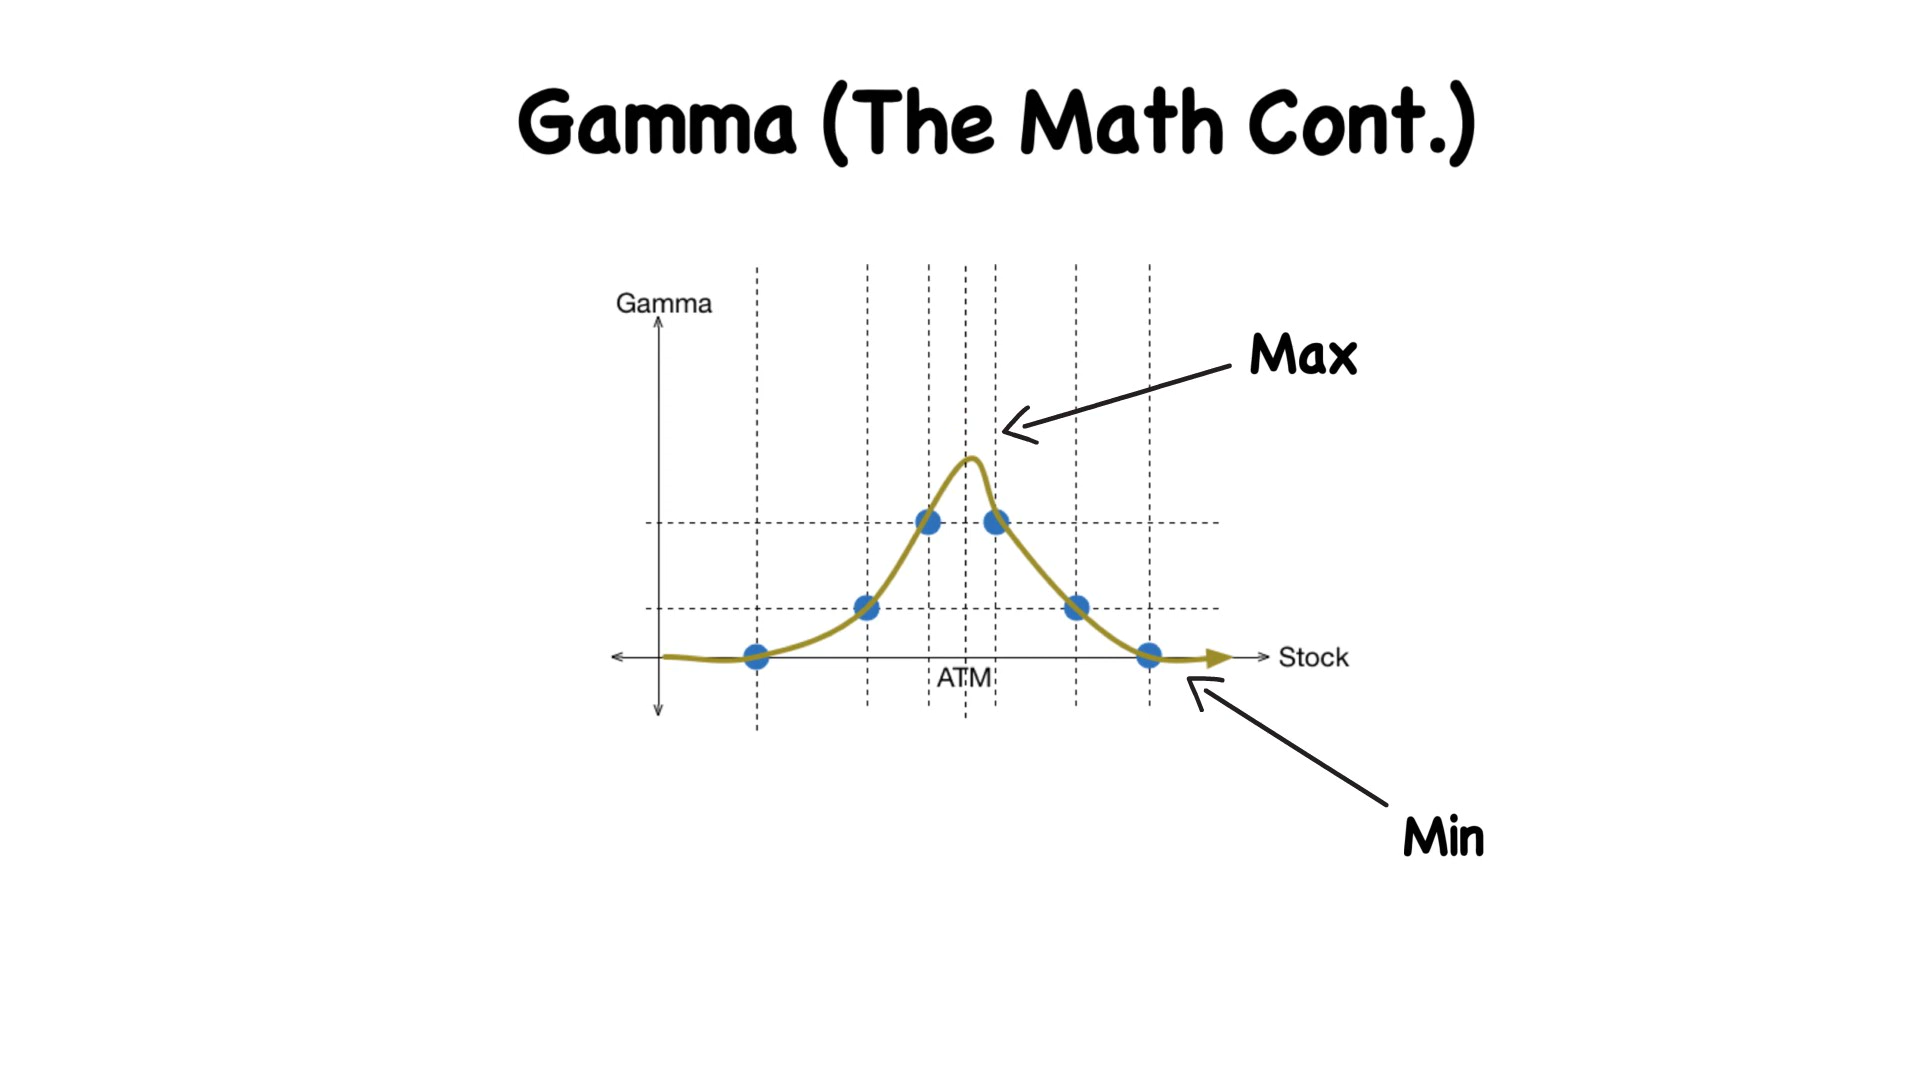 Gamma (The Math Cont.)
Gamma
Max
Stock
ATM
Min